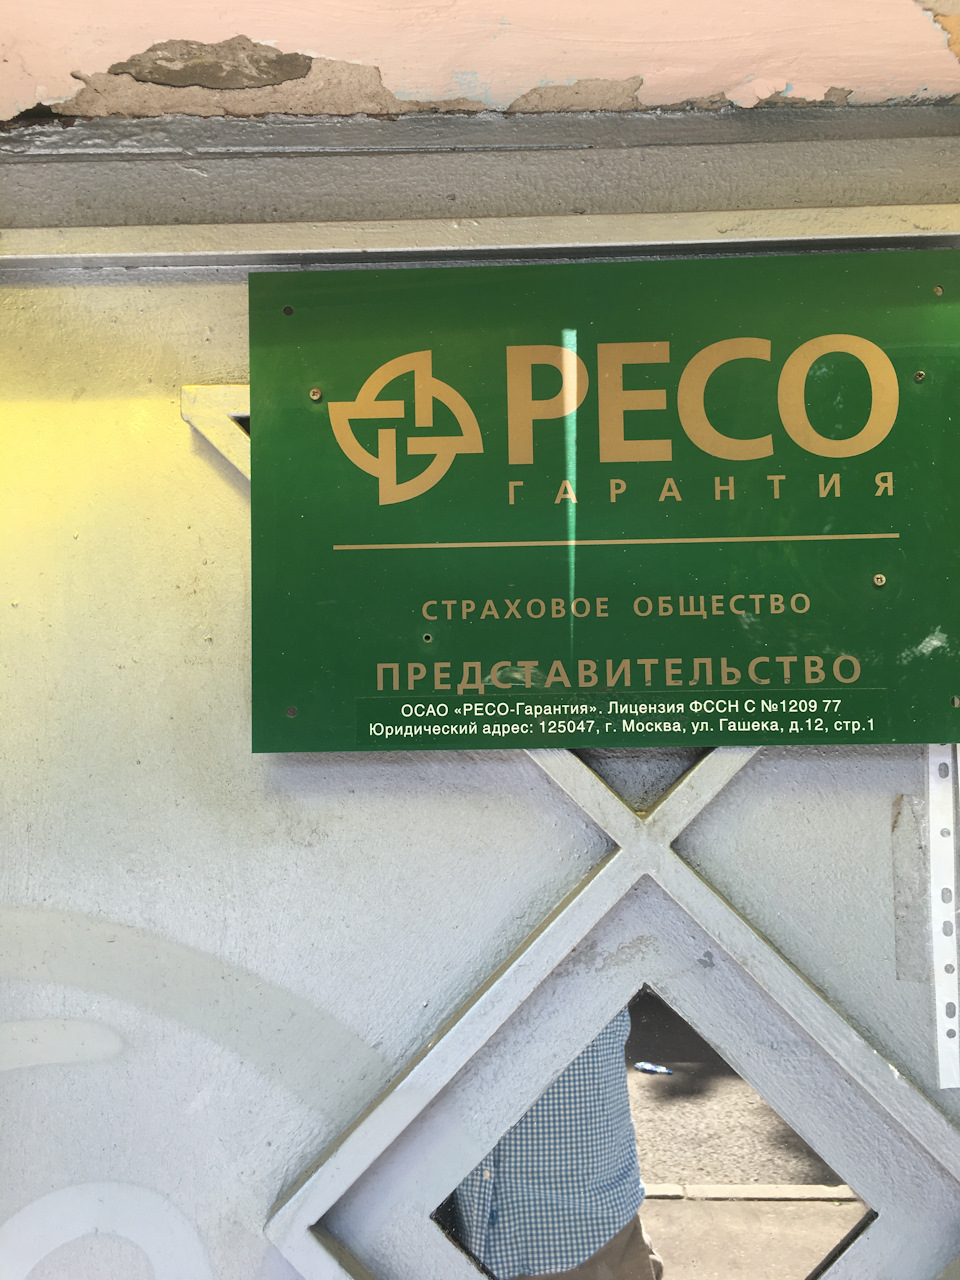 РЕСО
ГАРАНТИЯ
СТРАХОВОЕ ОБЩЕСТВО
ПРЕДСТАВИТЕЛЬСТВО
ОСАО «РЕСО-Гарантия». Лицензия ФССН С №1209 77
Юридический адрес: 125047, г. Москва, ул. Гашека, д.12, стр.1